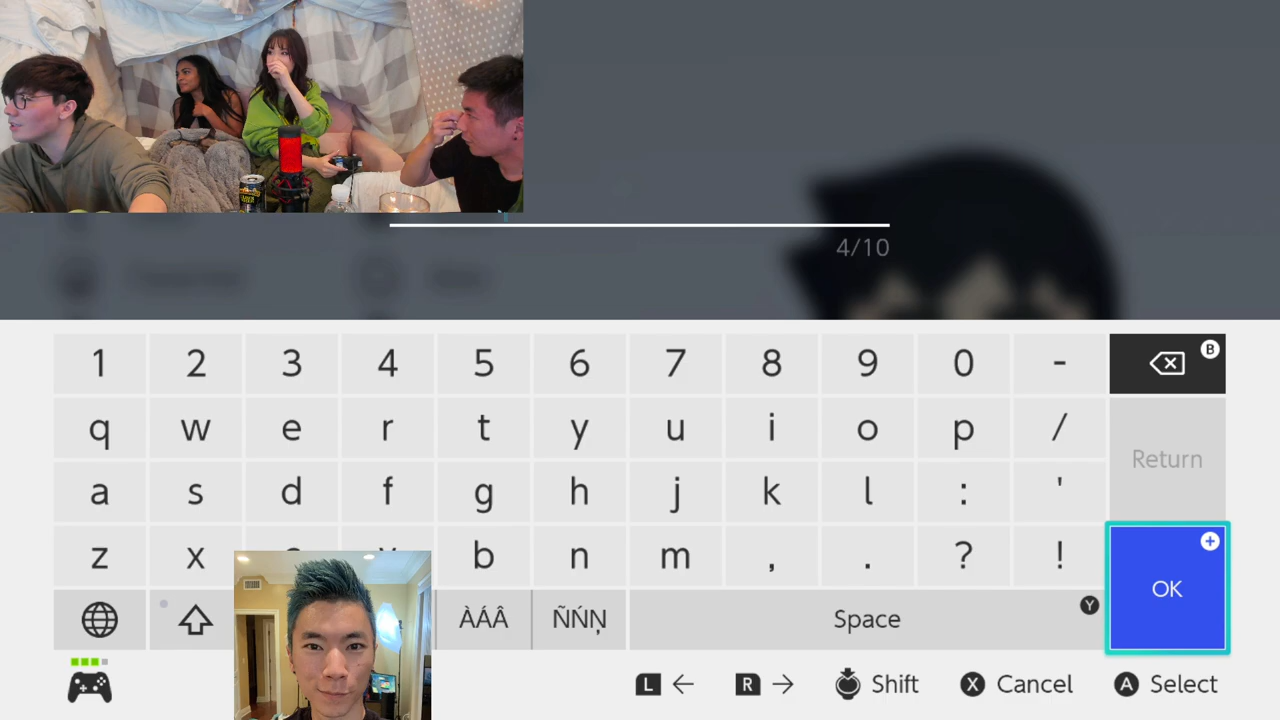 4/10
1 2 3 4 5 6 7 8 9 0 - B
q w e r t y u i o p / Return
a s d f g h j k l : '
z x b n m , . ? ! + OK
ÀÁÂ ÑŃŅ Space Y
L ← R → Shift X Cancel A Select